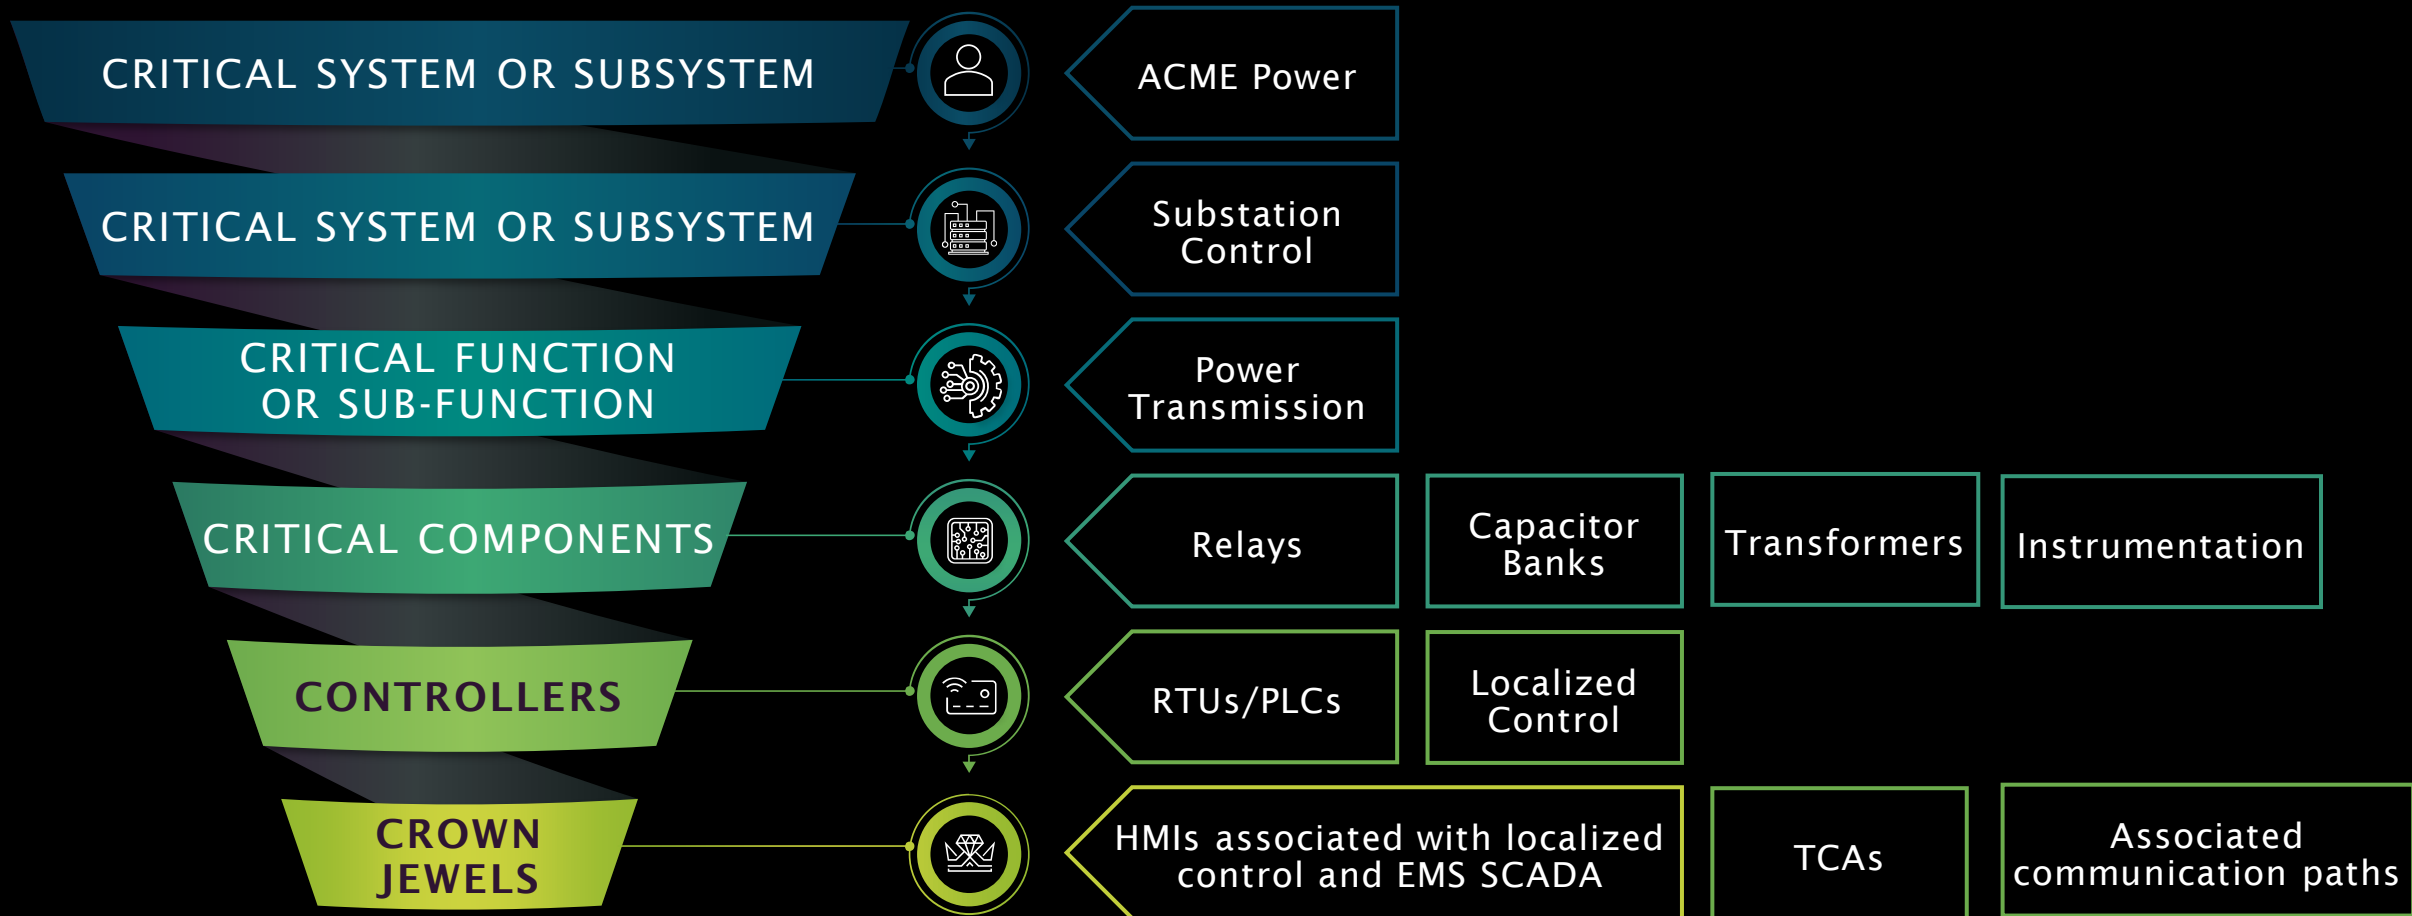 CRITICAL SYSTEM OR SUBSYSTEM
ACME Power
CRITICAL SYSTEM OR SUBSYSTEM
Substation
Control
CRITICAL FUNCTION
OR SUB-FUNCTION
Power
Transmission
CRITICAL COMPONENTS
Relays
Capacitor
Banks
Transformers
Instrumentation
CONTROLLERS
RTUs/PLCs
Localized
Control
CROWN
JEWELS
HMIs associated with localized
control and EMS SCADA
TCAs
Associated
communication paths